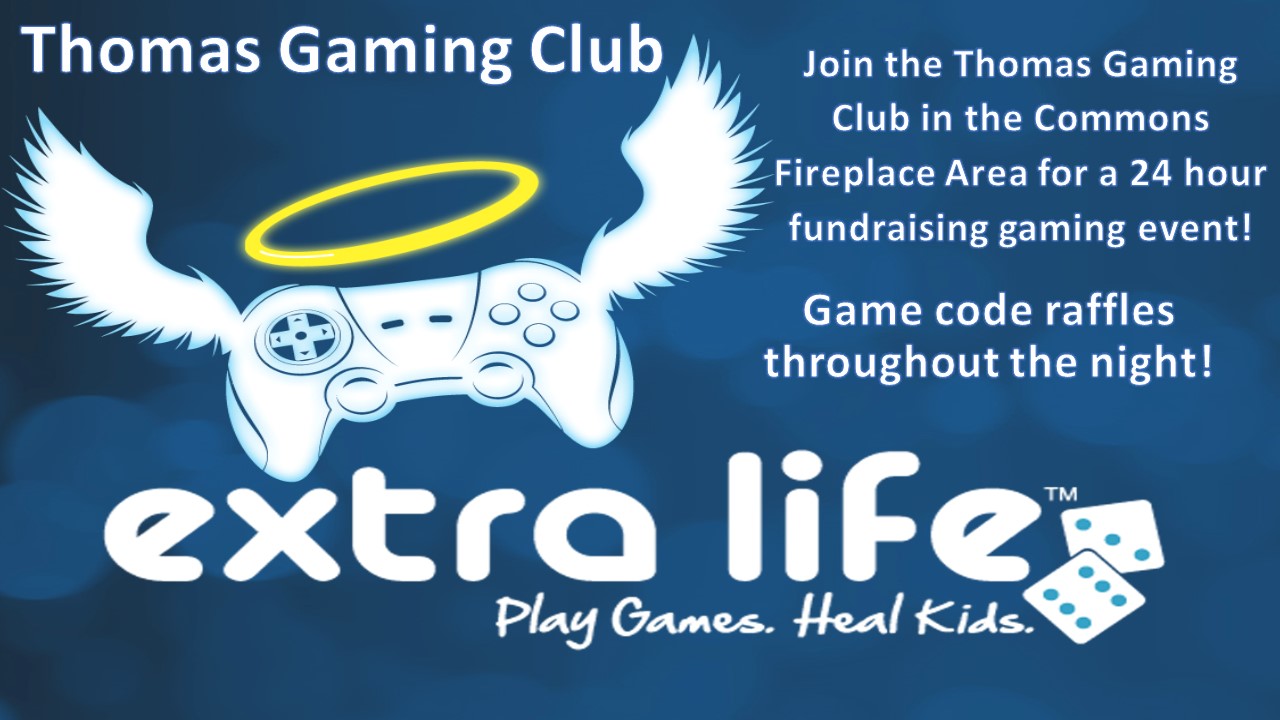 Thomas Gaming Club
Join the Thomas Gaming
Club in the Commons
Fireplace Area for a 24 hour
fundraising gaming event!
Game code raffles
throughout the night!
extra life™
Play Games. Heal Kids.